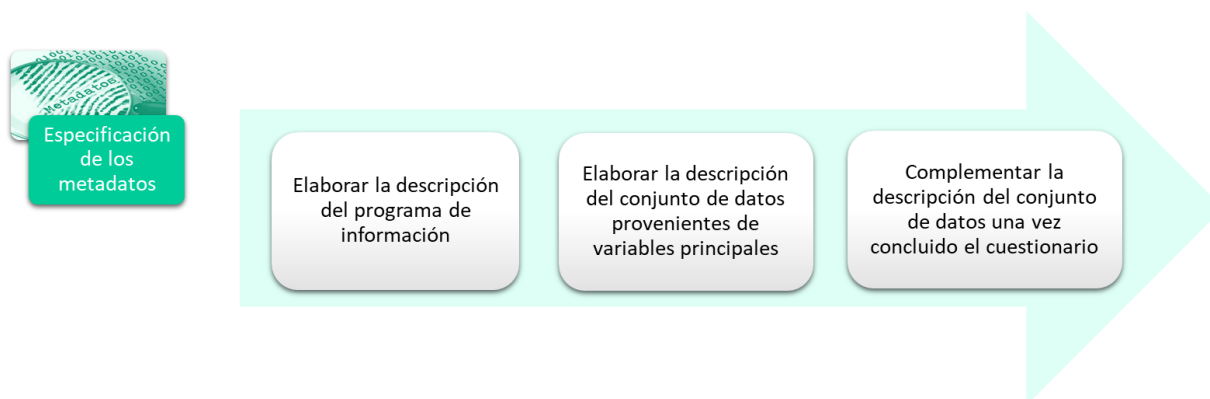 Metadatos
Especificación
de los
metadatos
Elaborar la descripción
del programa de
información
Elaborar la descripción
del conjunto de datos
provenientes de
variables principales
Complementar la
descripción del conjunto
de datos una vez
concluido el cuestionario